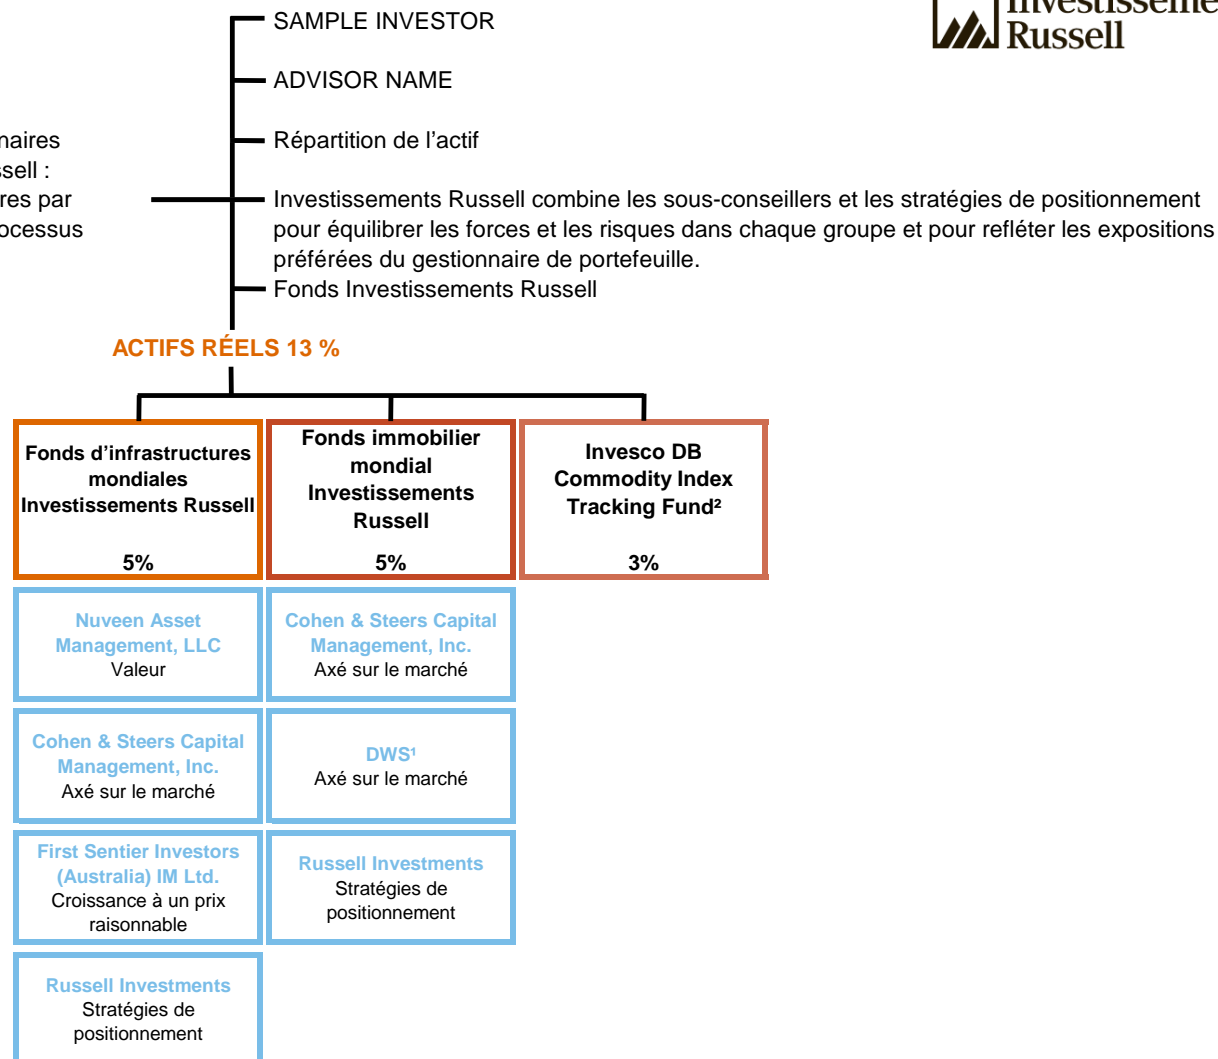 SAMPLE INVESTOR
Russell
ADVISOR NAME
Répartition de l’actif
Investissements Russell combine les sous-conseillers et les stratégies de positionnement
pour équilibrer les forces et les risques dans chaque groupe et pour refléter les expositions
préférées du gestionnaire de portefeuille.
Fonds Investissements Russell
res par
ACTIFS RÉELS 13 %
Fonds d’infrastructures
mondiales
Investissements Russell
5%
Fonds immobilier
mondial
Investissements
Russell
5%
Invesco DB
Commodity Index
Tracking Fund²
3%
Nuveen Asset
Management, LLC
Valeur
Cohen & Steers Capital
Management, Inc.
Axé sur le marché
Cohen & Steers Capital
Management, Inc.
Axé sur le marché
DWS¹
Axé sur le marché
First Sentier Investors
(Australia) IM Ltd.
Croissance à un prix
raisonnable
Russell Investments
Stratégies de
positionnement
Russell Investments
Stratégies de
positionnement